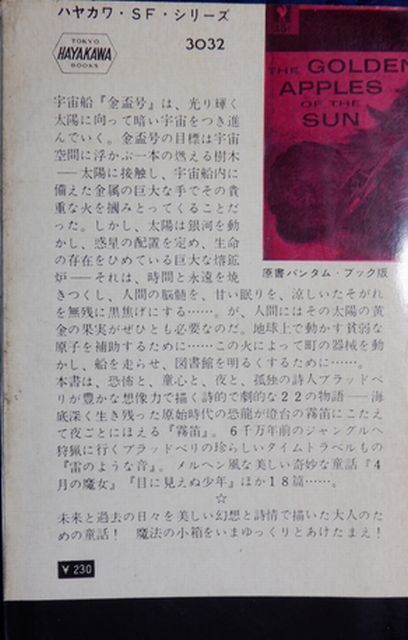 ハヤカワ・SF・シリーズ
TOKYO
HAYAKAWA
BOOKS
3032
THE GOLDEN
APPLES
OF THE
SUN
宇宙船『金盃号』は、光り輝く
太陽に向って暗い宇宙をつき進
んでいく。金盃号の目標は宇宙
空間に浮かぶ一本の燃える樹木
──太陽に接触し、宇宙船内に
備えた金属の巨大な手でその貴
重な火を摑みとってくることだ
った。しかし、太陽は銀河を動
かし、惑星の配置を定め、生命
の存在をひめている巨大な熔鉱
炉──それは、時間と永遠を焼
原書バンタム・ブック版
きつくし、人間の脳髄を、甘い眠りを、涼しいたそがれ
を無残に黒焦げにする……。が、人間にはその太陽の黄
金の果実がぜひとも必要なのだ。地球上で動かす貧弱な
原子を補助するために……この火によって町の器械を動
かし、船を走らせ、図書館を明るくするために……。
本書は、恐怖と、童心と、夜と、孤独の詩人ブラッドベ
リが豊かな想像力で描く詩的で劇的な２２の物語──海
底深く生き残った原始時代の恐龍が燈台の霧笛にこたえ
て夜ごとにほえる『霧笛』。６千万年前のジャングルへ
狩猟に行くブラッドベリの珍らしいタイムトラベルもの
『雷のような音』。メルヘン風な美しい奇妙な童話『４
月の魔女』『目に見えぬ少年』ほか１８篇……。
☆
未来と過去の日々を美しい幻想と詩情で描いた大人のた
めの童話！　魔法の小箱をいまゆっくりとあけたまえ！
￥230